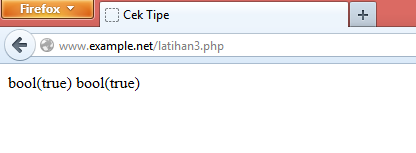 Firefox
Cek Tipe
www.example.net/latihan3.php
bool(true) bool(true)